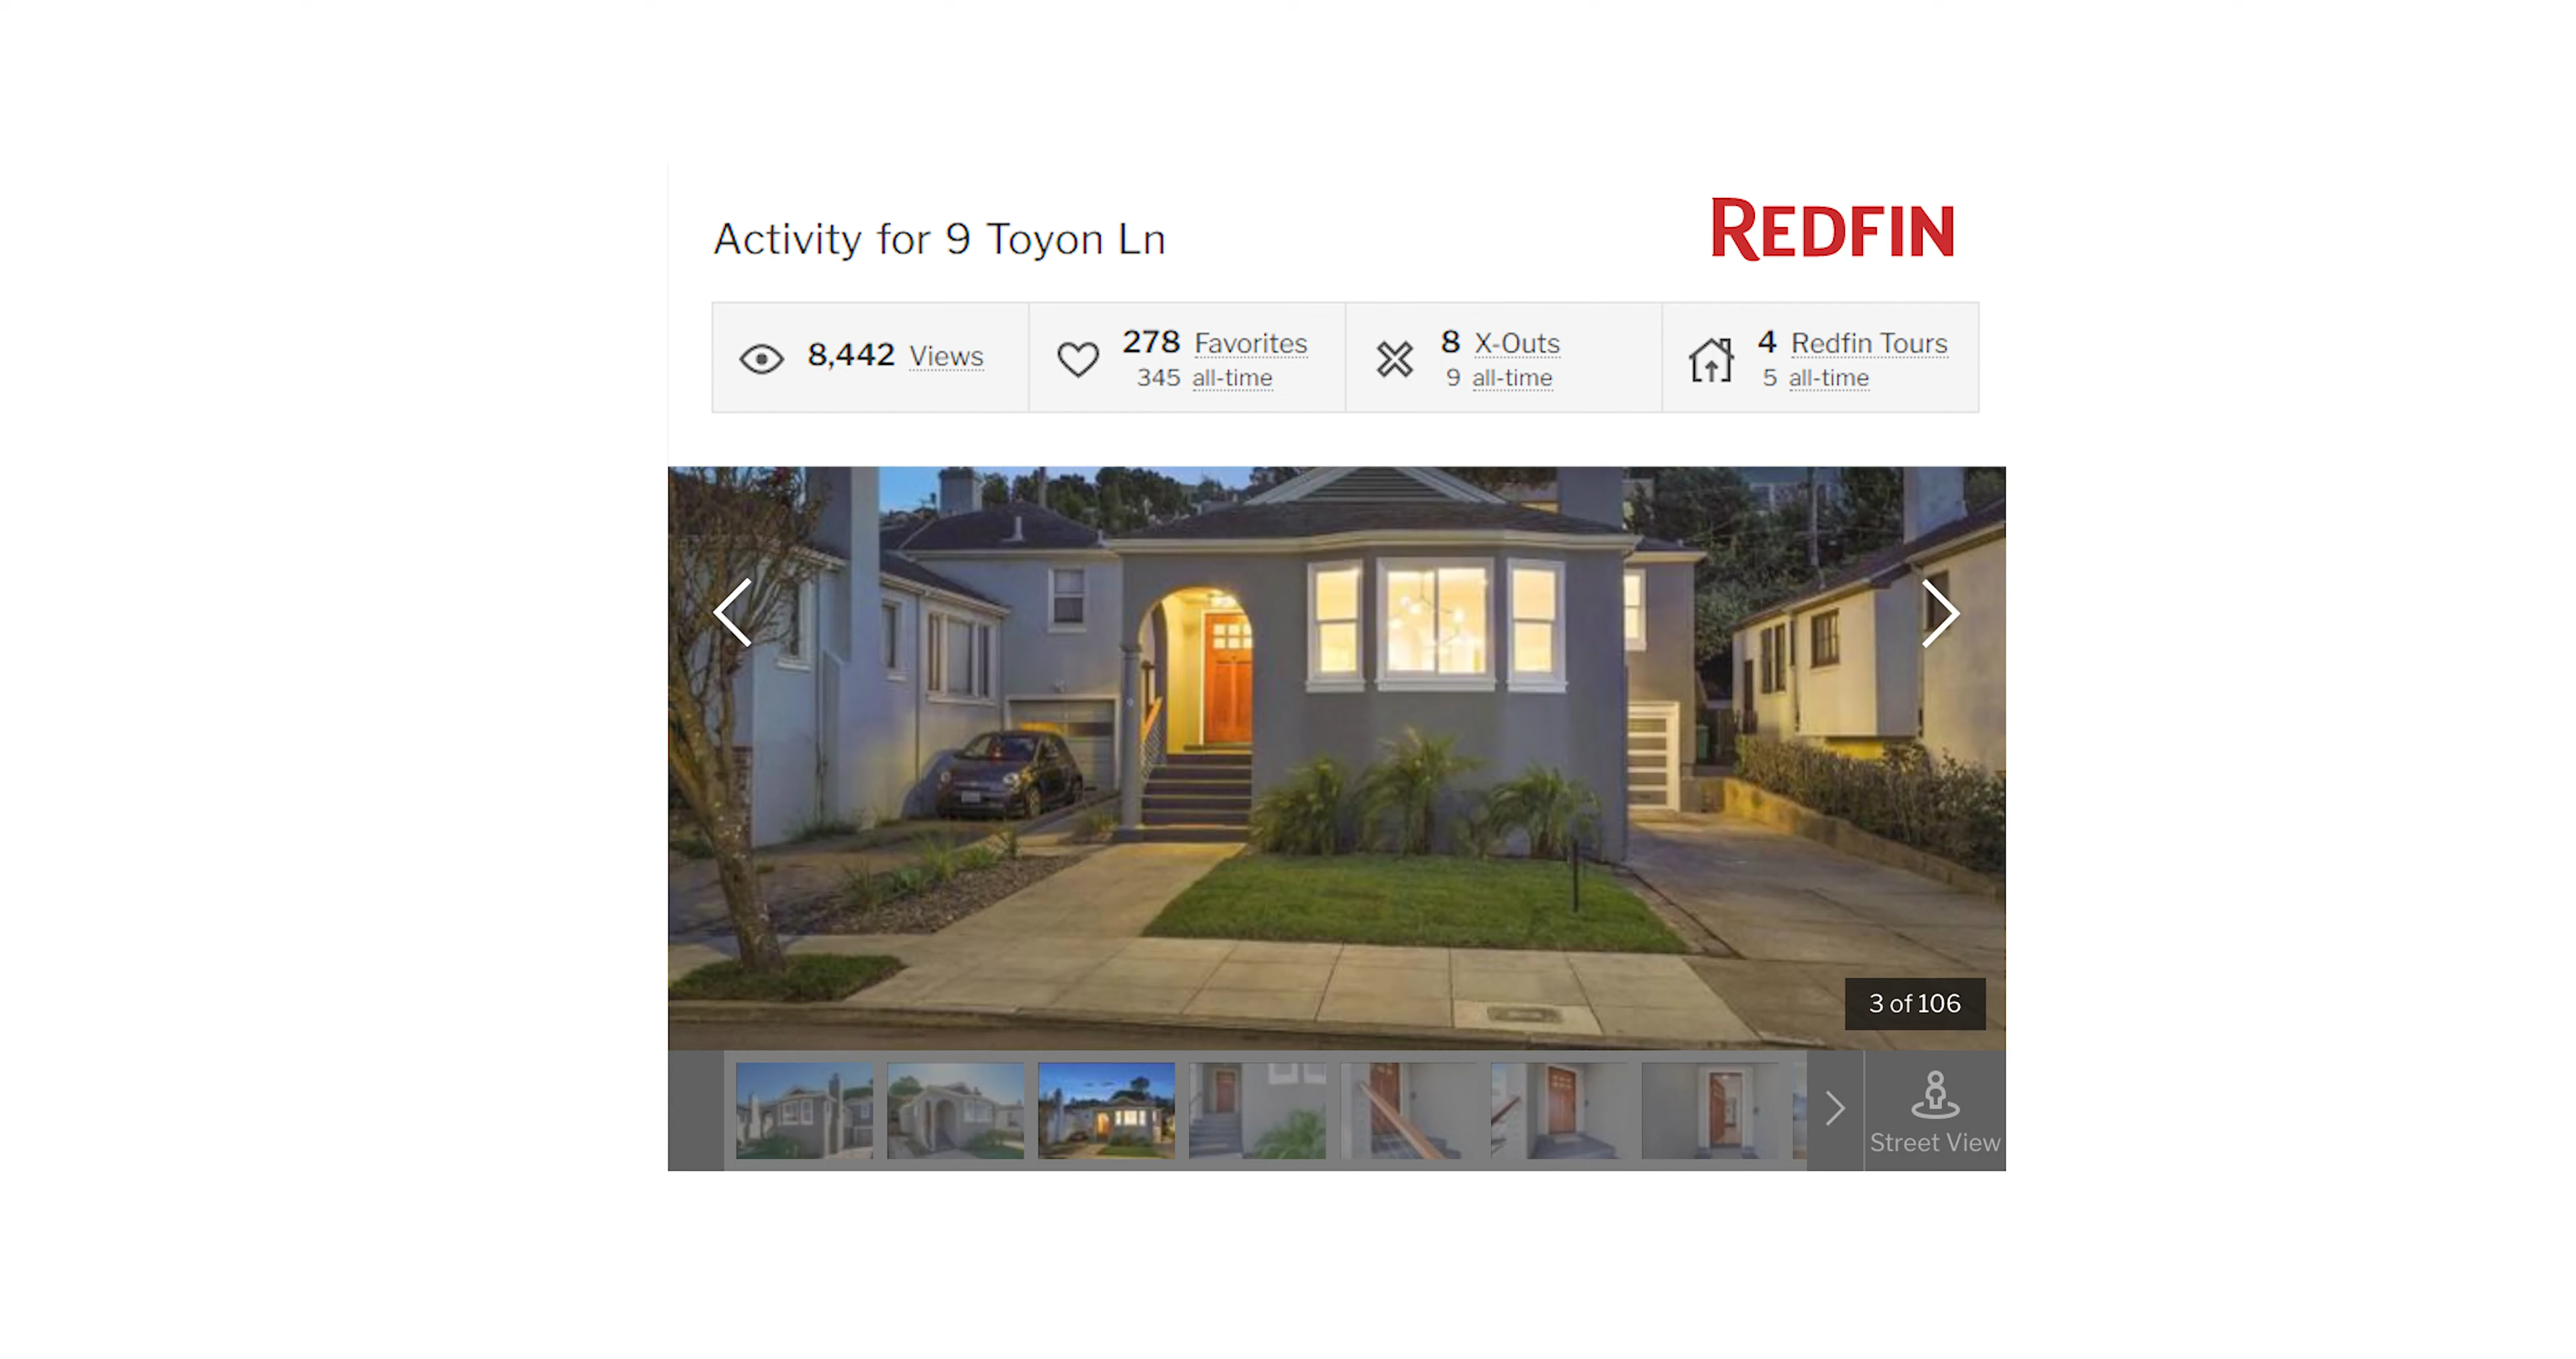 Activity for 9 Toyon Ln
REDFIN
8,442 Views
278 Favorites
345 all-time
8 X-Outs
9 all-time
4 Redfin Tours
5 all-time
3 of 106
Street View